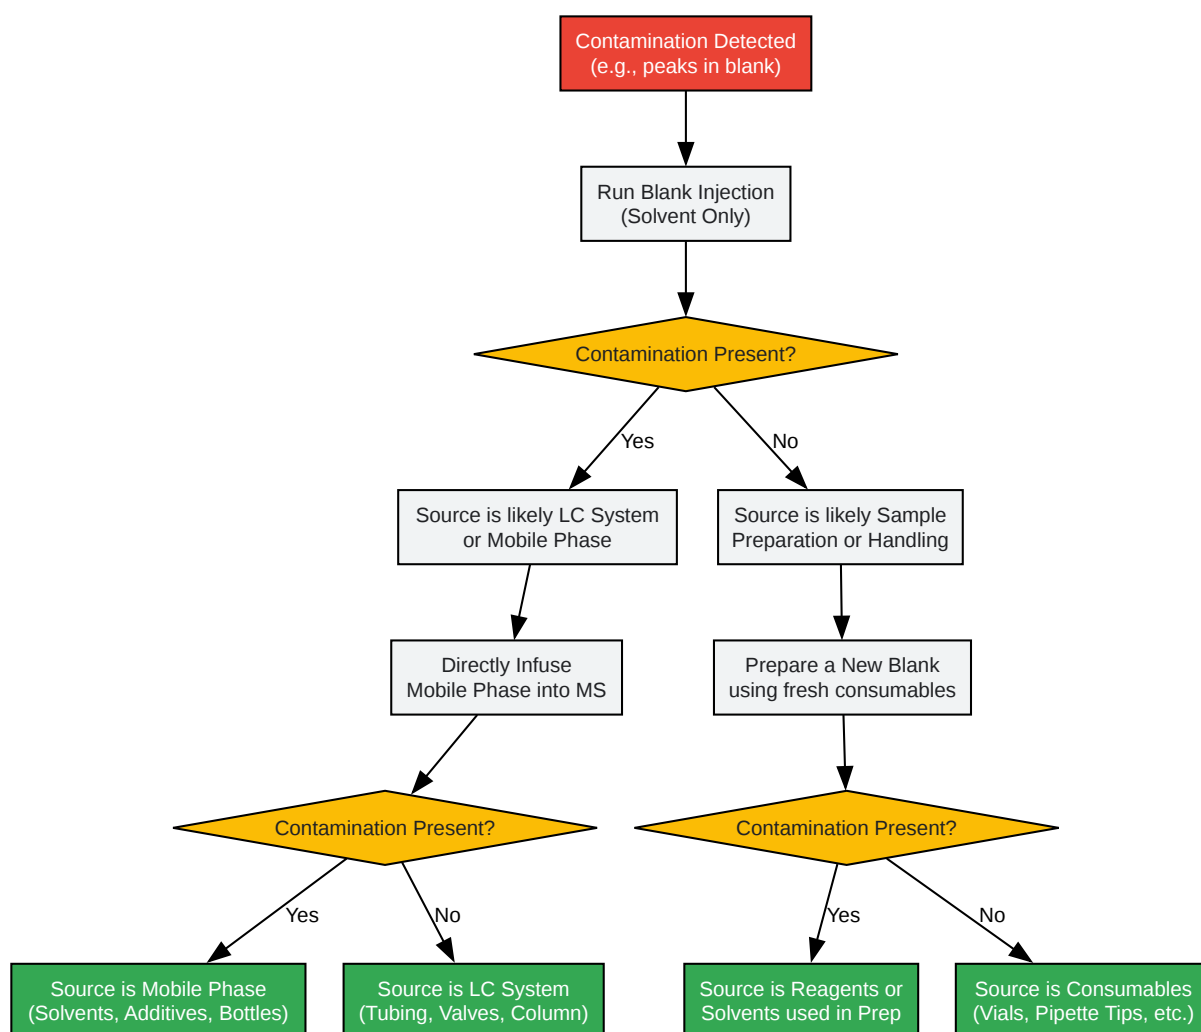 Contamination Detected
(e.g., peaks in blank)
Run Blank Injection
(Solvent Only)
Contamination Present?
Yes
No
Source is likely LC System
or Mobile Phase
Source is likely Sample
Preparation or Handling
Directly Infuse
Mobile Phase into MS
Prepare a New Blank
using fresh consumables
Contamination Present?
Contamination Present?
Yes
No
Yes
No
Source is Mobile Phase
(Solvents, Additives, Bottles)
Source is LC System
(Tubing, Valves, Column)
Source is Reagents or
Solvents used in Prep
Source is Consumables
(Vials, Pipette Tips, etc.)